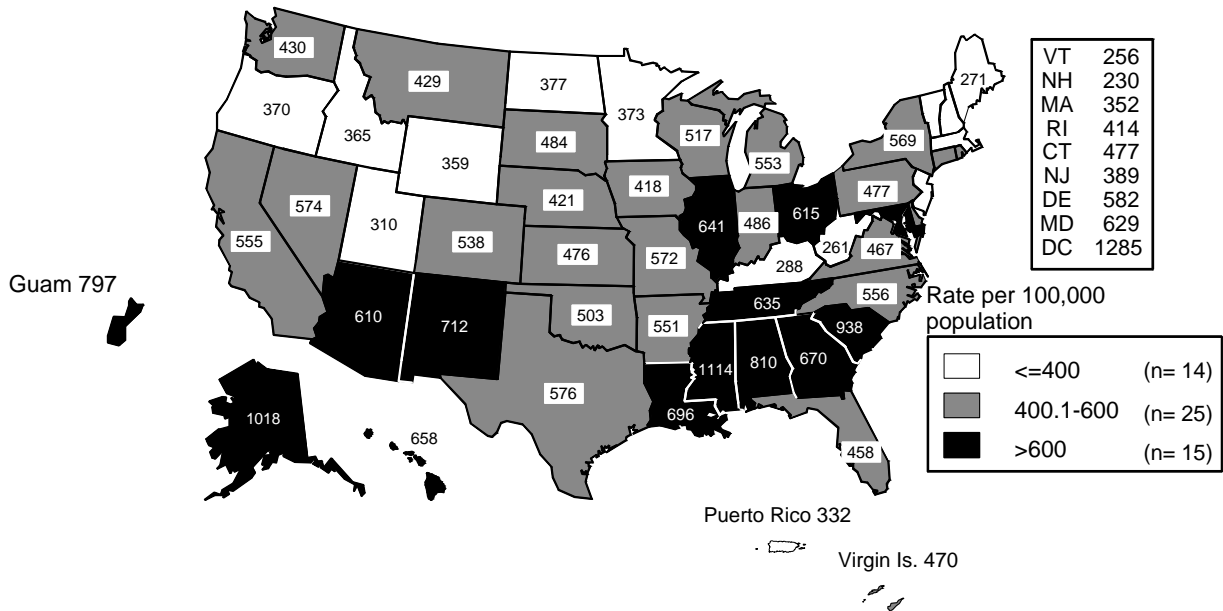 430
429
377
373
271
370
365
359
484
517
553
569
574
310
538
421
418
641
486
615
477
555
476
572
288
261
467
610
712
503
551
635
556
938
576
1114
810
670
696
458
Guam 797
1018
658
Puerto Rico 332
Virgin Is. 470
VT 256
NH 230
MA 352
RI 414
CT 477
NJ 389
DE 582
MD 629
DC 1285
Rate per 100,000
population
<=400 (n= 14)
400.1-600 (n= 25)
>600 (n= 15)